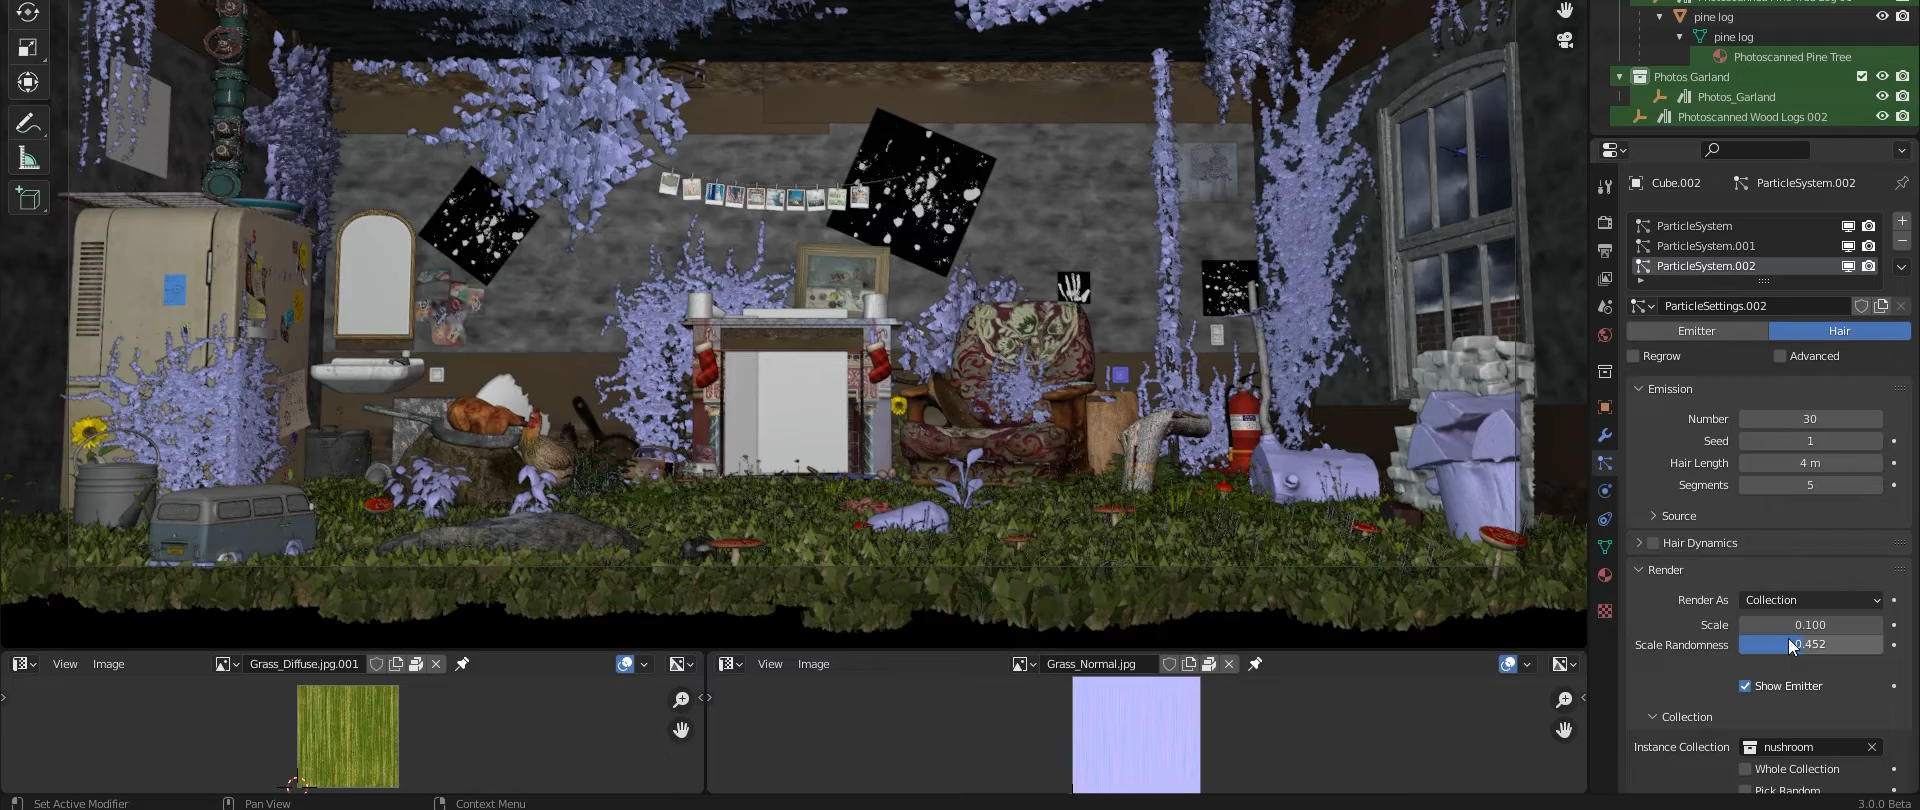 pine log
pine log
Photoscanned Pine Tree
Photos Garland
Photos_Garland
Photoscanned Wood Logs 002
Cube.002
ParticleSystem.002
ParticleSystem
ParticleSystem.001
ParticleSystem.002
ParticleSettings.002
Emitter
Hair
Regrow
Advanced
Emission
Number
30
Seed
1
Hair Length
4 m
Segments
5
Source
Hair Dynamics
Render
Render As
Collection
Scale
0.100
Scale Randomness
0.452
Show Emitter
Collection
Instance Collection
nushroom
Whole Collection
Pick Random
View
Image
Grass_Diffuse.jpg.001
View
Image
Grass_Normal.jpg
Set Active Modifier
Pan View
Context Menu
3.0.0 Beta